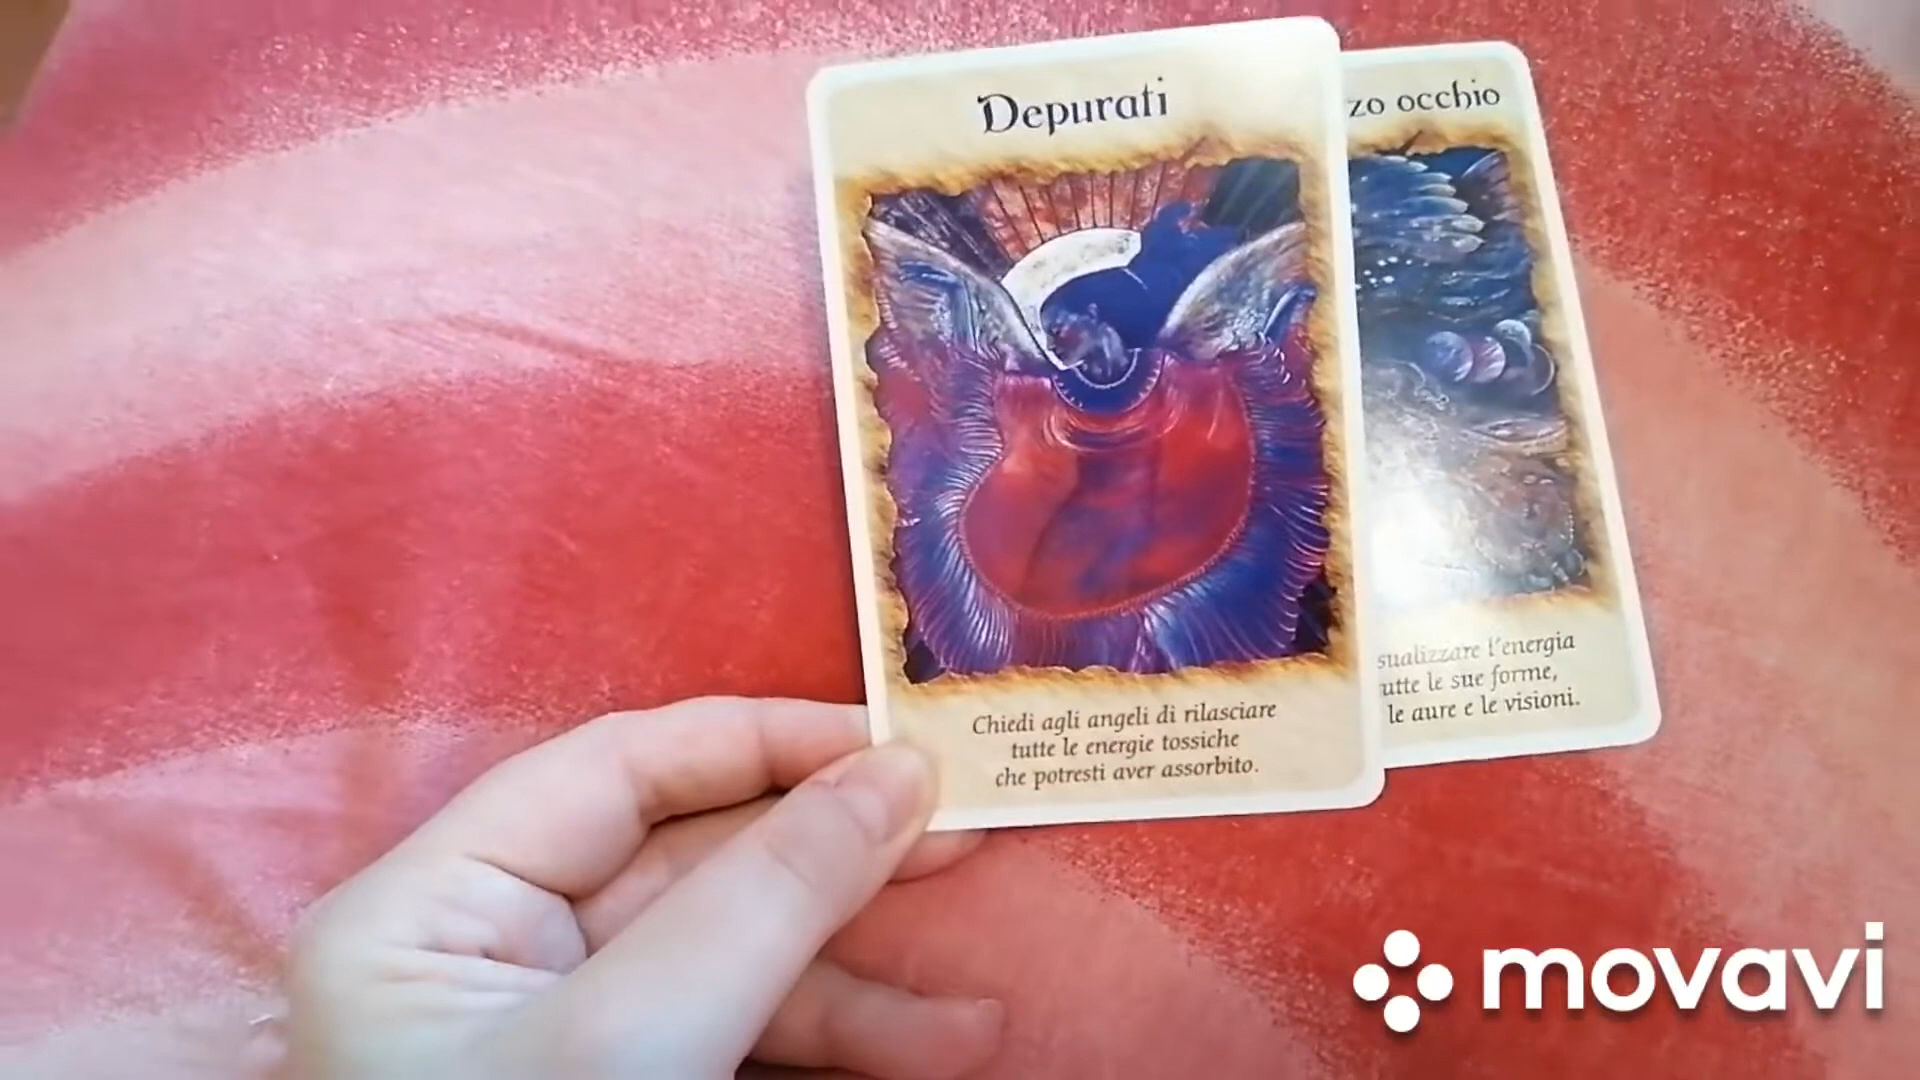 Depurati
Chiedi agli angeli di rilasciare
tutte le energie tossiche
che potresti aver assorbito.
zo occhio
sualizzare l'energia
utte le sue forme,
le aure e le visioni.
movavi